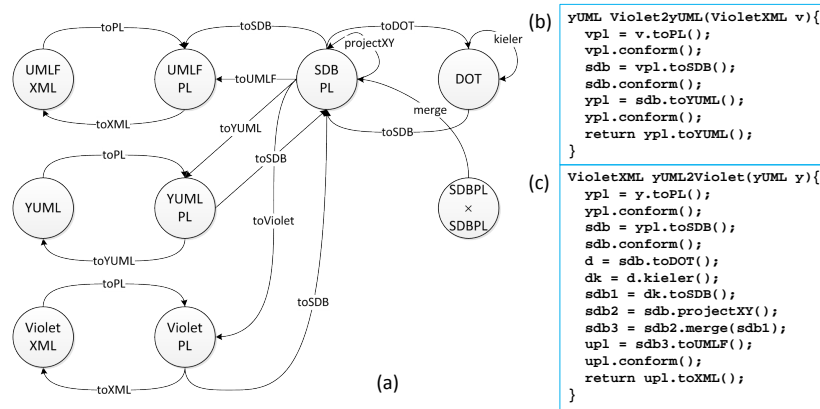 toPL
toSDB
toDOT
projectXY
kieler
UMLF
XML
UMLF
PL
SDB
PL
DOT
toUMLF
toXML
toYUML
merge
toSDB
toPL
toSDB
YUML
YUML
PL
SDBPL
×
SDBPL
toViolet
toYUML
toPL
toSDB
Violet
XML
Violet
PL
toXML
(a)
(b)
yUML Violet2yUML(VioletXML v){
vpl = v.toPL();
vpl.conform();
sdb = vpl.toSDB();
sdb.conform();
ypl = sdb.toYUML();
ypl.conform();
return ypl.toYUML();
}
(c)
VioletXML yUML2Violet(yUML y){
ypl = y.toPL();
ypl.conform();
sdb = ypl.toSDB();
sdb.conform();
d = sdb.toDOT();
dk = d.kieler();
sdb1 = dk.toSDB();
sdb2 = sdb.projectXY();
sdb3 = sdb2.merge(sdb1);
upl = sdb3.toUMLF();
upl.conform();
return upl.toXML();
}